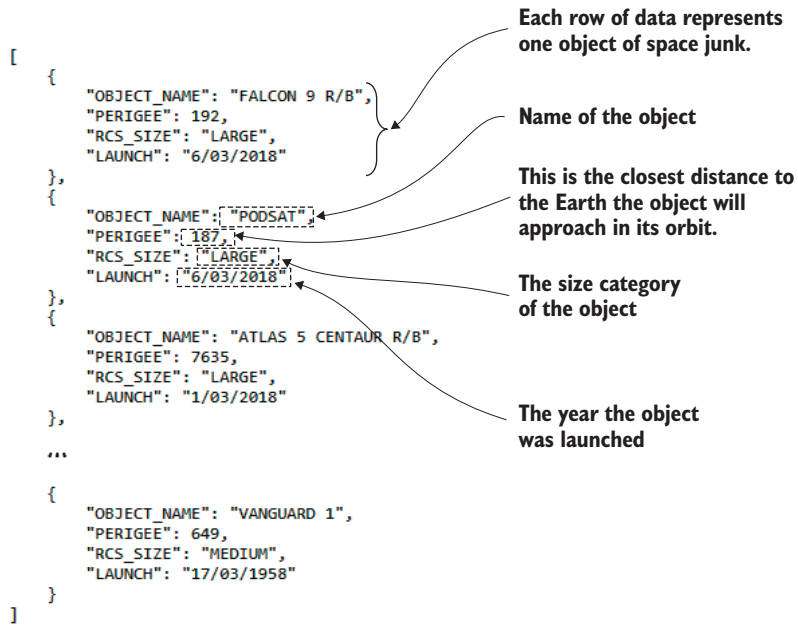 Each row of data represents
one object of space junk.
[
{
"OBJECT_NAME": "FALCON 9 R/B",
"PERIGEE": 192,
"RCS_SIZE": "LARGE",
"LAUNCH": "6/03/2018"
},
Name of the object
{
"OBJECT_NAME": "PODSAT",
"PERIGEE": 187,
"RCS_SIZE": "LARGE",
"LAUNCH": "6/03/2018"
},
This is the closest distance to
the Earth the object will
approach in its orbit.
The size category
of the object
{
"OBJECT_NAME": "ATLAS 5 CENTAUR R/B",
"PERIGEE": 7635,
"RCS_SIZE": "LARGE",
"LAUNCH": "1/03/2018"
},
The year the object
was launched
...
{
"OBJECT_NAME": "VANGUARD 1",
"PERIGEE": 649,
"RCS_SIZE": "MEDIUM",
"LAUNCH": "17/03/1958"
}
]